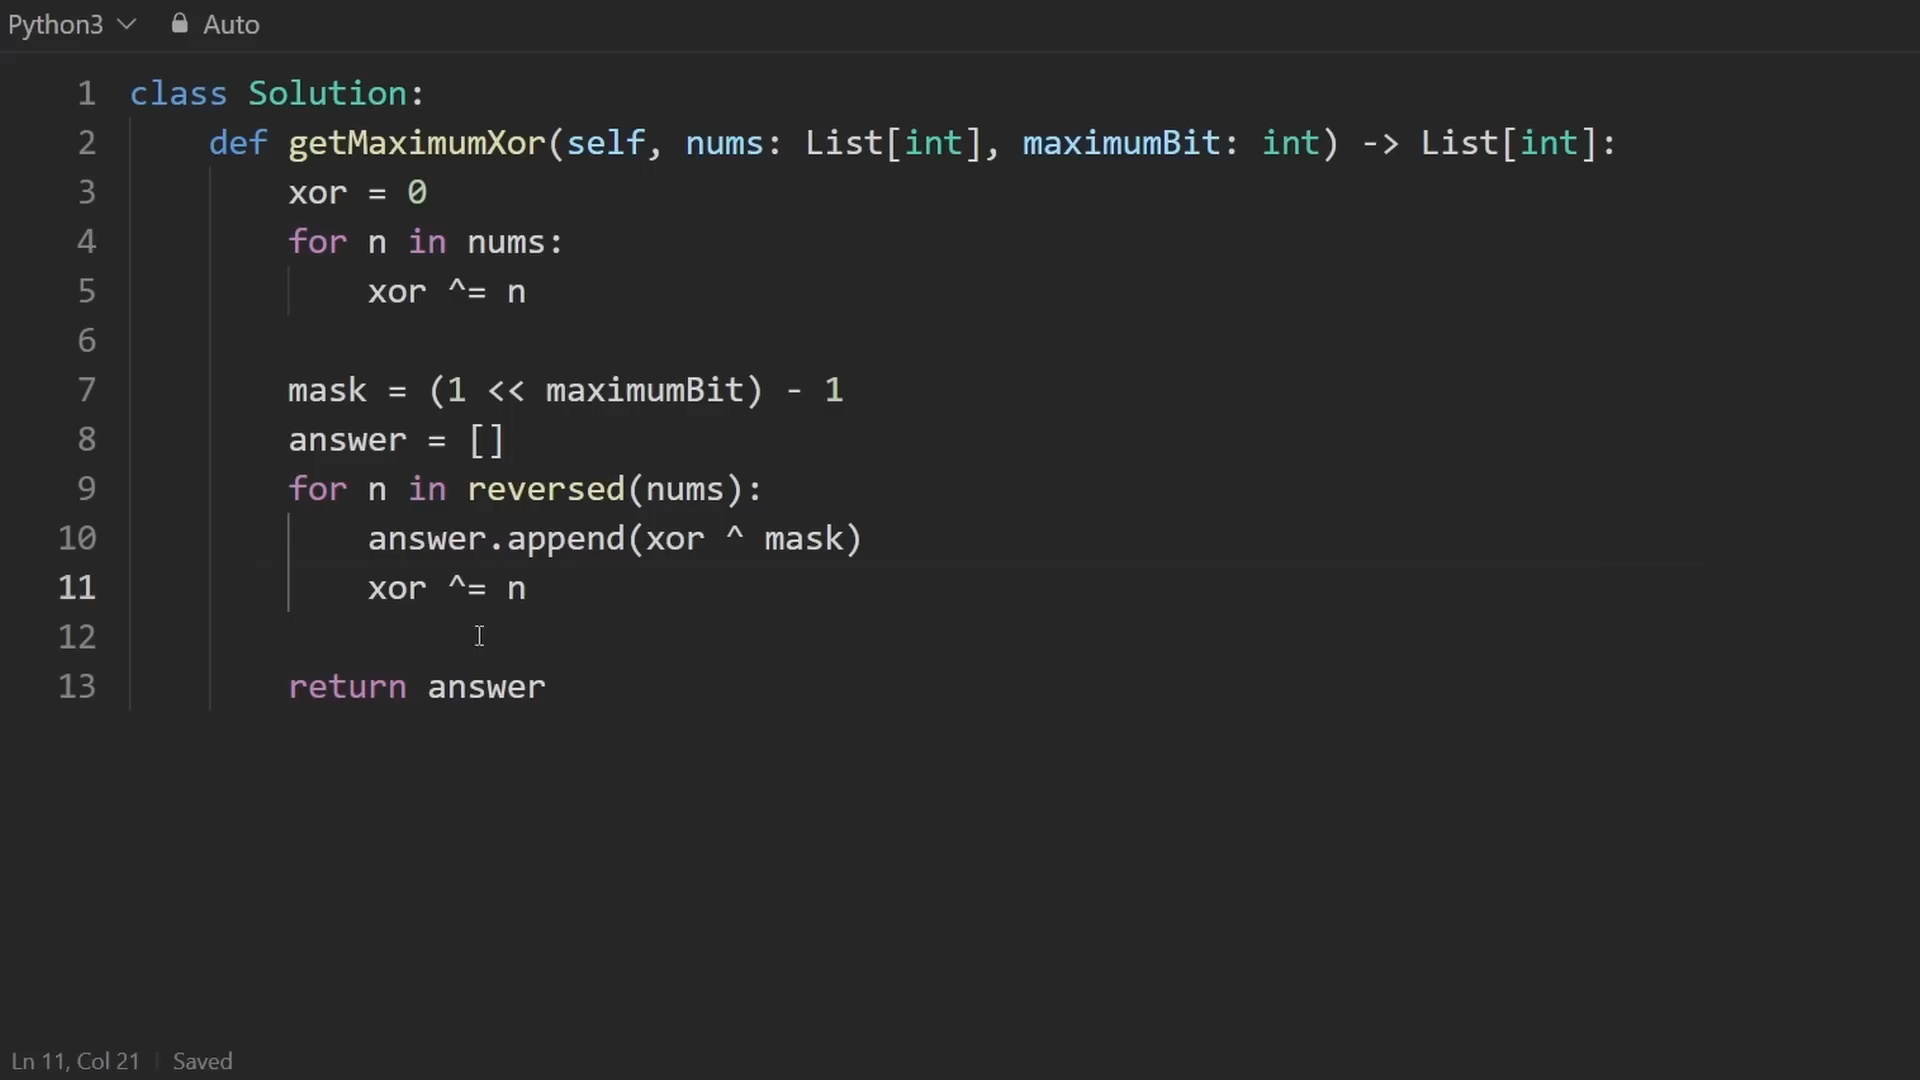 Python3 Auto
1 class Solution:
2 def getMaximumXor(self, nums: List[int], maximumBit: int) -> List[int]:
3 xor = 0
4 for n in nums:
5 xor ^= n
6
7 mask = (1 << maximumBit) - 1
8 answer = []
9 for n in reversed(nums):
10 answer.append(xor ^ mask)
11 xor ^= n
12
13 return answer
Ln 11, Col 21 Saved